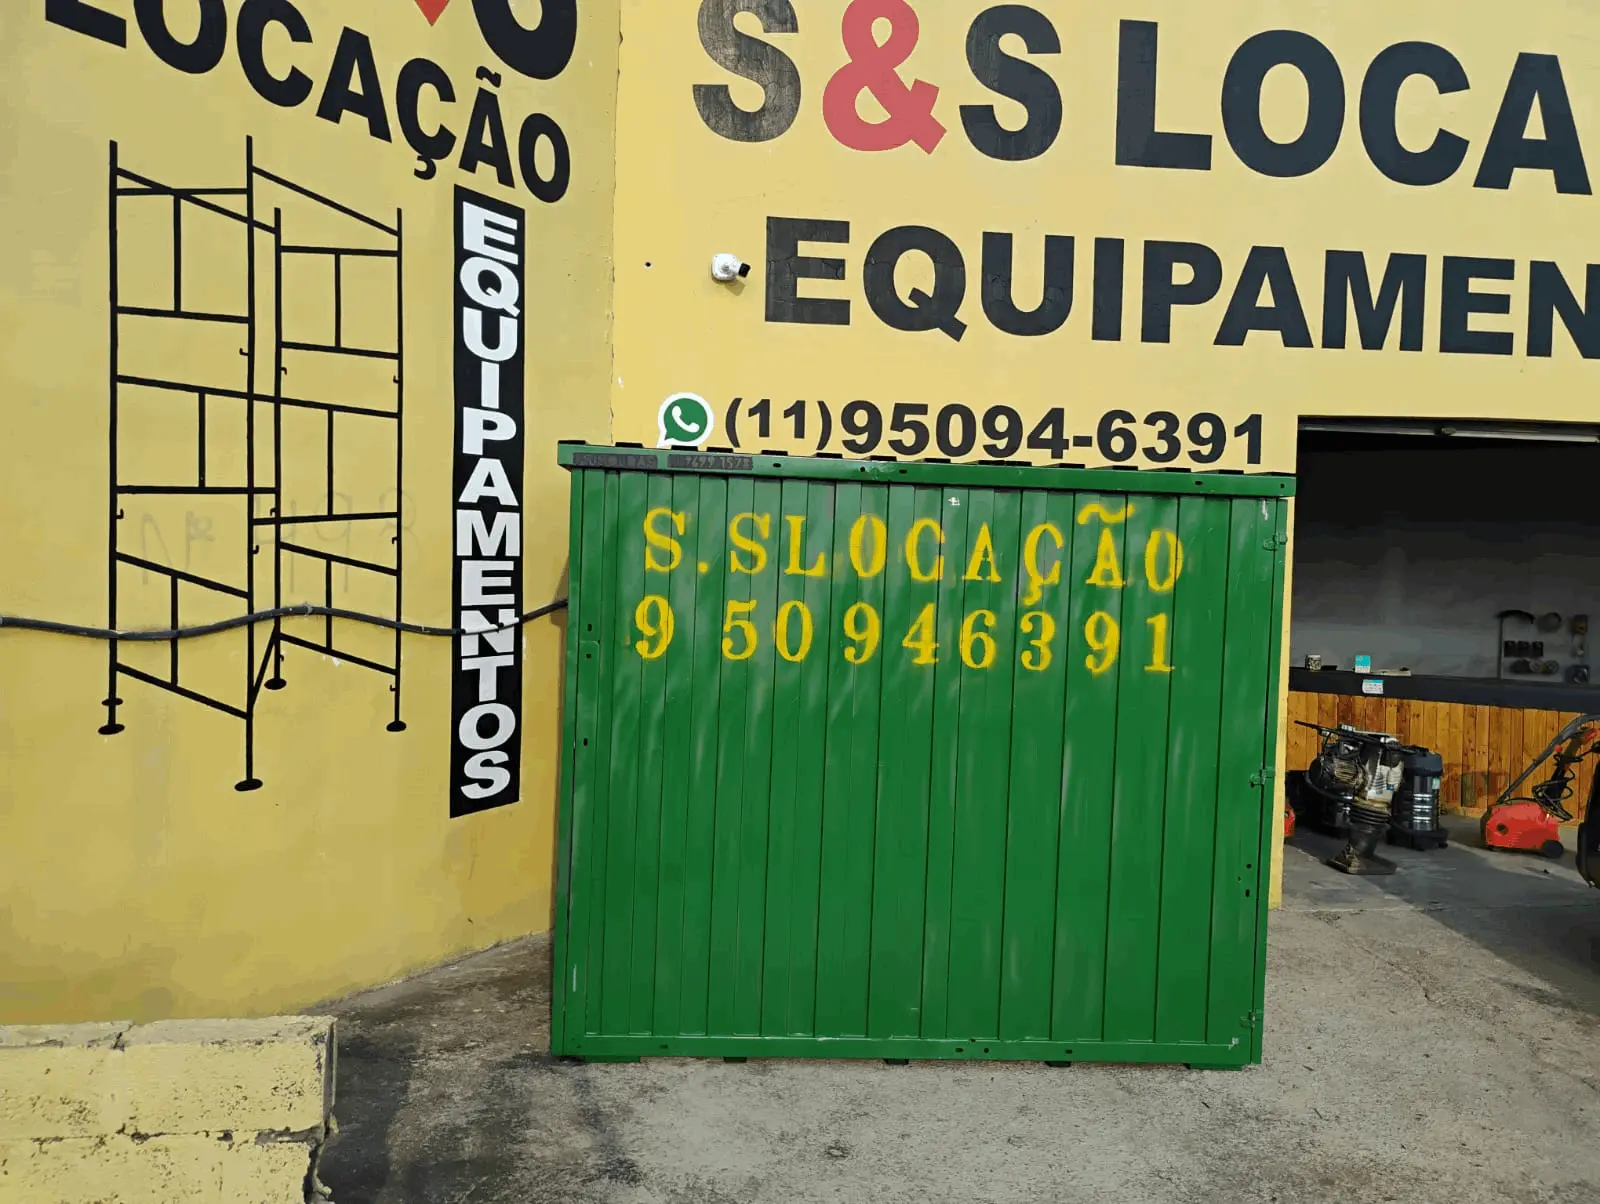 LOCAÇÃO
EQUIPAMENTOS
S&S LOCA
EQUIPAMEN
(11)95094-6391
S.SLOCAÇÃO
9 50946391